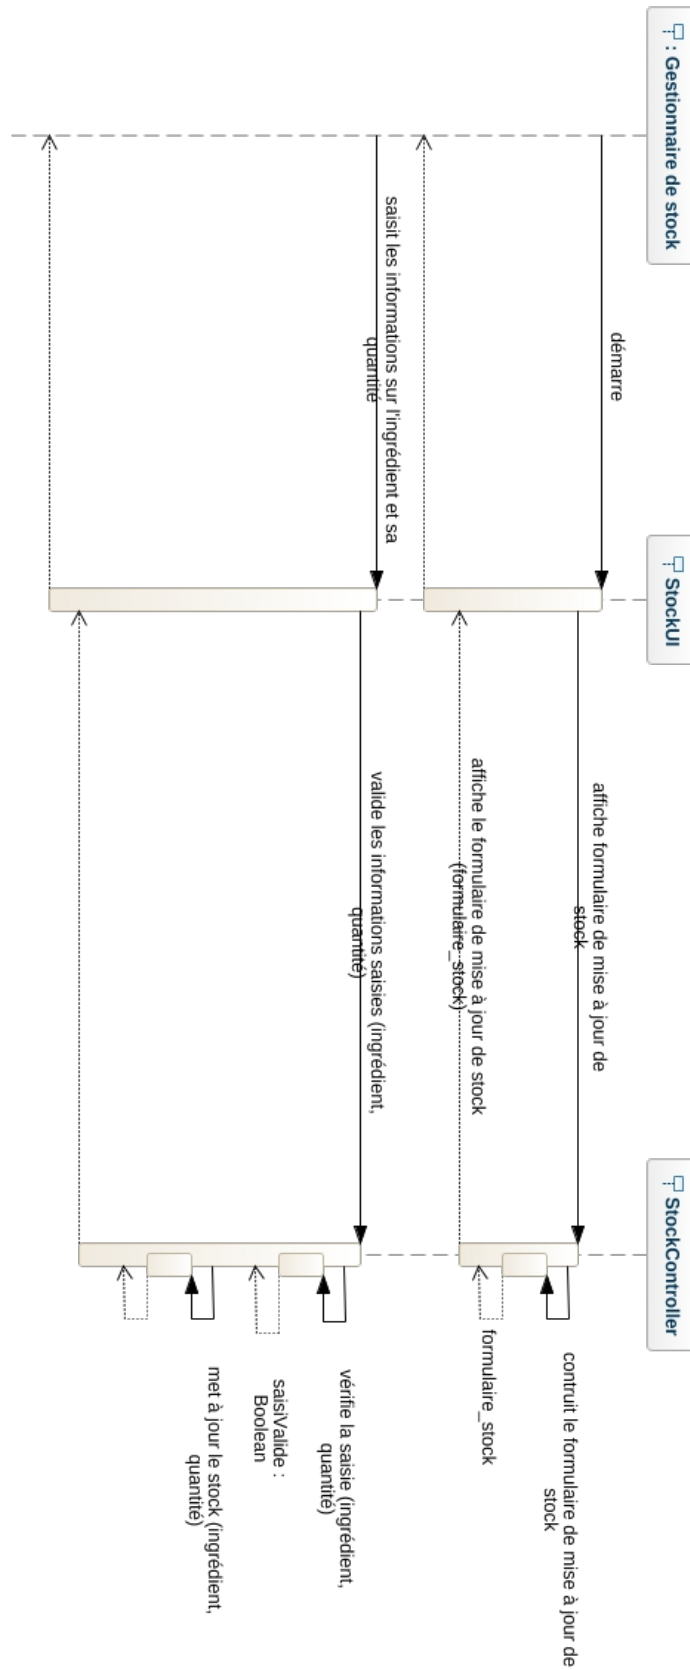 : Gestionnaire de stock
StockUI
StockController
démarre
affiche formulaire de mise à jour de
stock
contruit le formulaire de mise à jour de
stock
formulaire_stock
affiche le formulaire de mise à jour de stock
(formulaire_stock)
saisit les informations sur l'ingrédient et sa
quantité
valide les informations saisies (ingrédient,
quantité)
vérifie la saisie (ingrédient,
quantité)
saisiValide :
Boolean
met à jour le stock (ingrédient,
quantité)